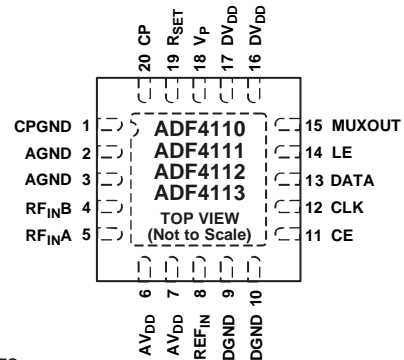 20 CP
19 RSET
18 VP
17 DVDD
16 DVDD
CPGND 1
AGND 2
AGND 3
RFINB 4
RFINA 5
ADF4110
ADF4111
ADF4112
ADF4113
TOP VIEW
(Not to Scale)
15 MUXOUT
14 LE
13 DATA
12 CLK
11 CE
AVDD 6
AVDD 7
REFIN 8
DGND 9
DGND 10